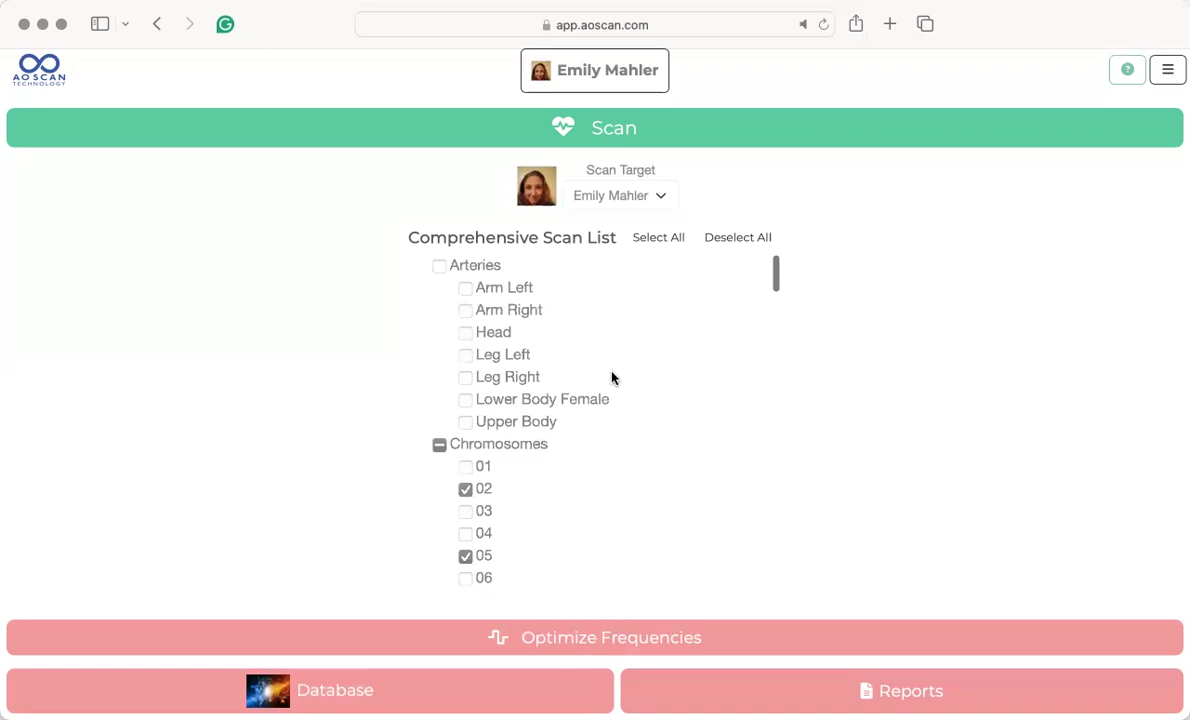 app.aoscan.com
AO SCAN
TECHNOLOGY
Emily Mahler
?
Scan
Scan Target
Emily Mahler
Comprehensive Scan List Select All Deselect All
Arteries
Arm Left
Arm Right
Head
Leg Left
Leg Right
Lower Body Female
Upper Body
Chromosomes
01
02
03
04
05
06
Optimize Frequencies
Database
Reports